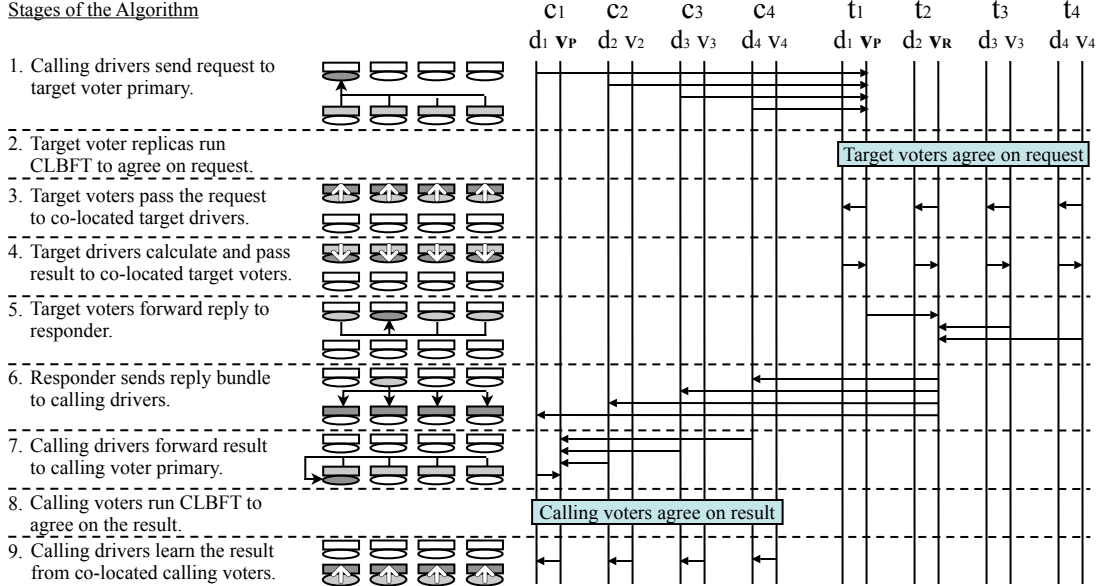 Stages of the Algorithm
c1 c2 c3 c4 t1 t2 t3 t4
d1 vP d2 v2 d3 v3 d4 v4 d1 vP d2 vR d3 v3 d4 v4
1. Calling drivers send request to
target voter primary.
2. Target voter replicas run
CLBFT to agree on request.
Target voters agree on request
3. Target voters pass the request
to co-located target drivers.
4. Target drivers calculate and pass
result to co-located target voters.
5. Target voters forward reply to
responder.
6. Responder sends reply bundle
to calling drivers.
7. Calling drivers forward result
to calling voter primary.
8. Calling voters run CLBFT to
agree on the result.
Calling voters agree on result
9. Calling drivers learn the result
from co-located calling voters.